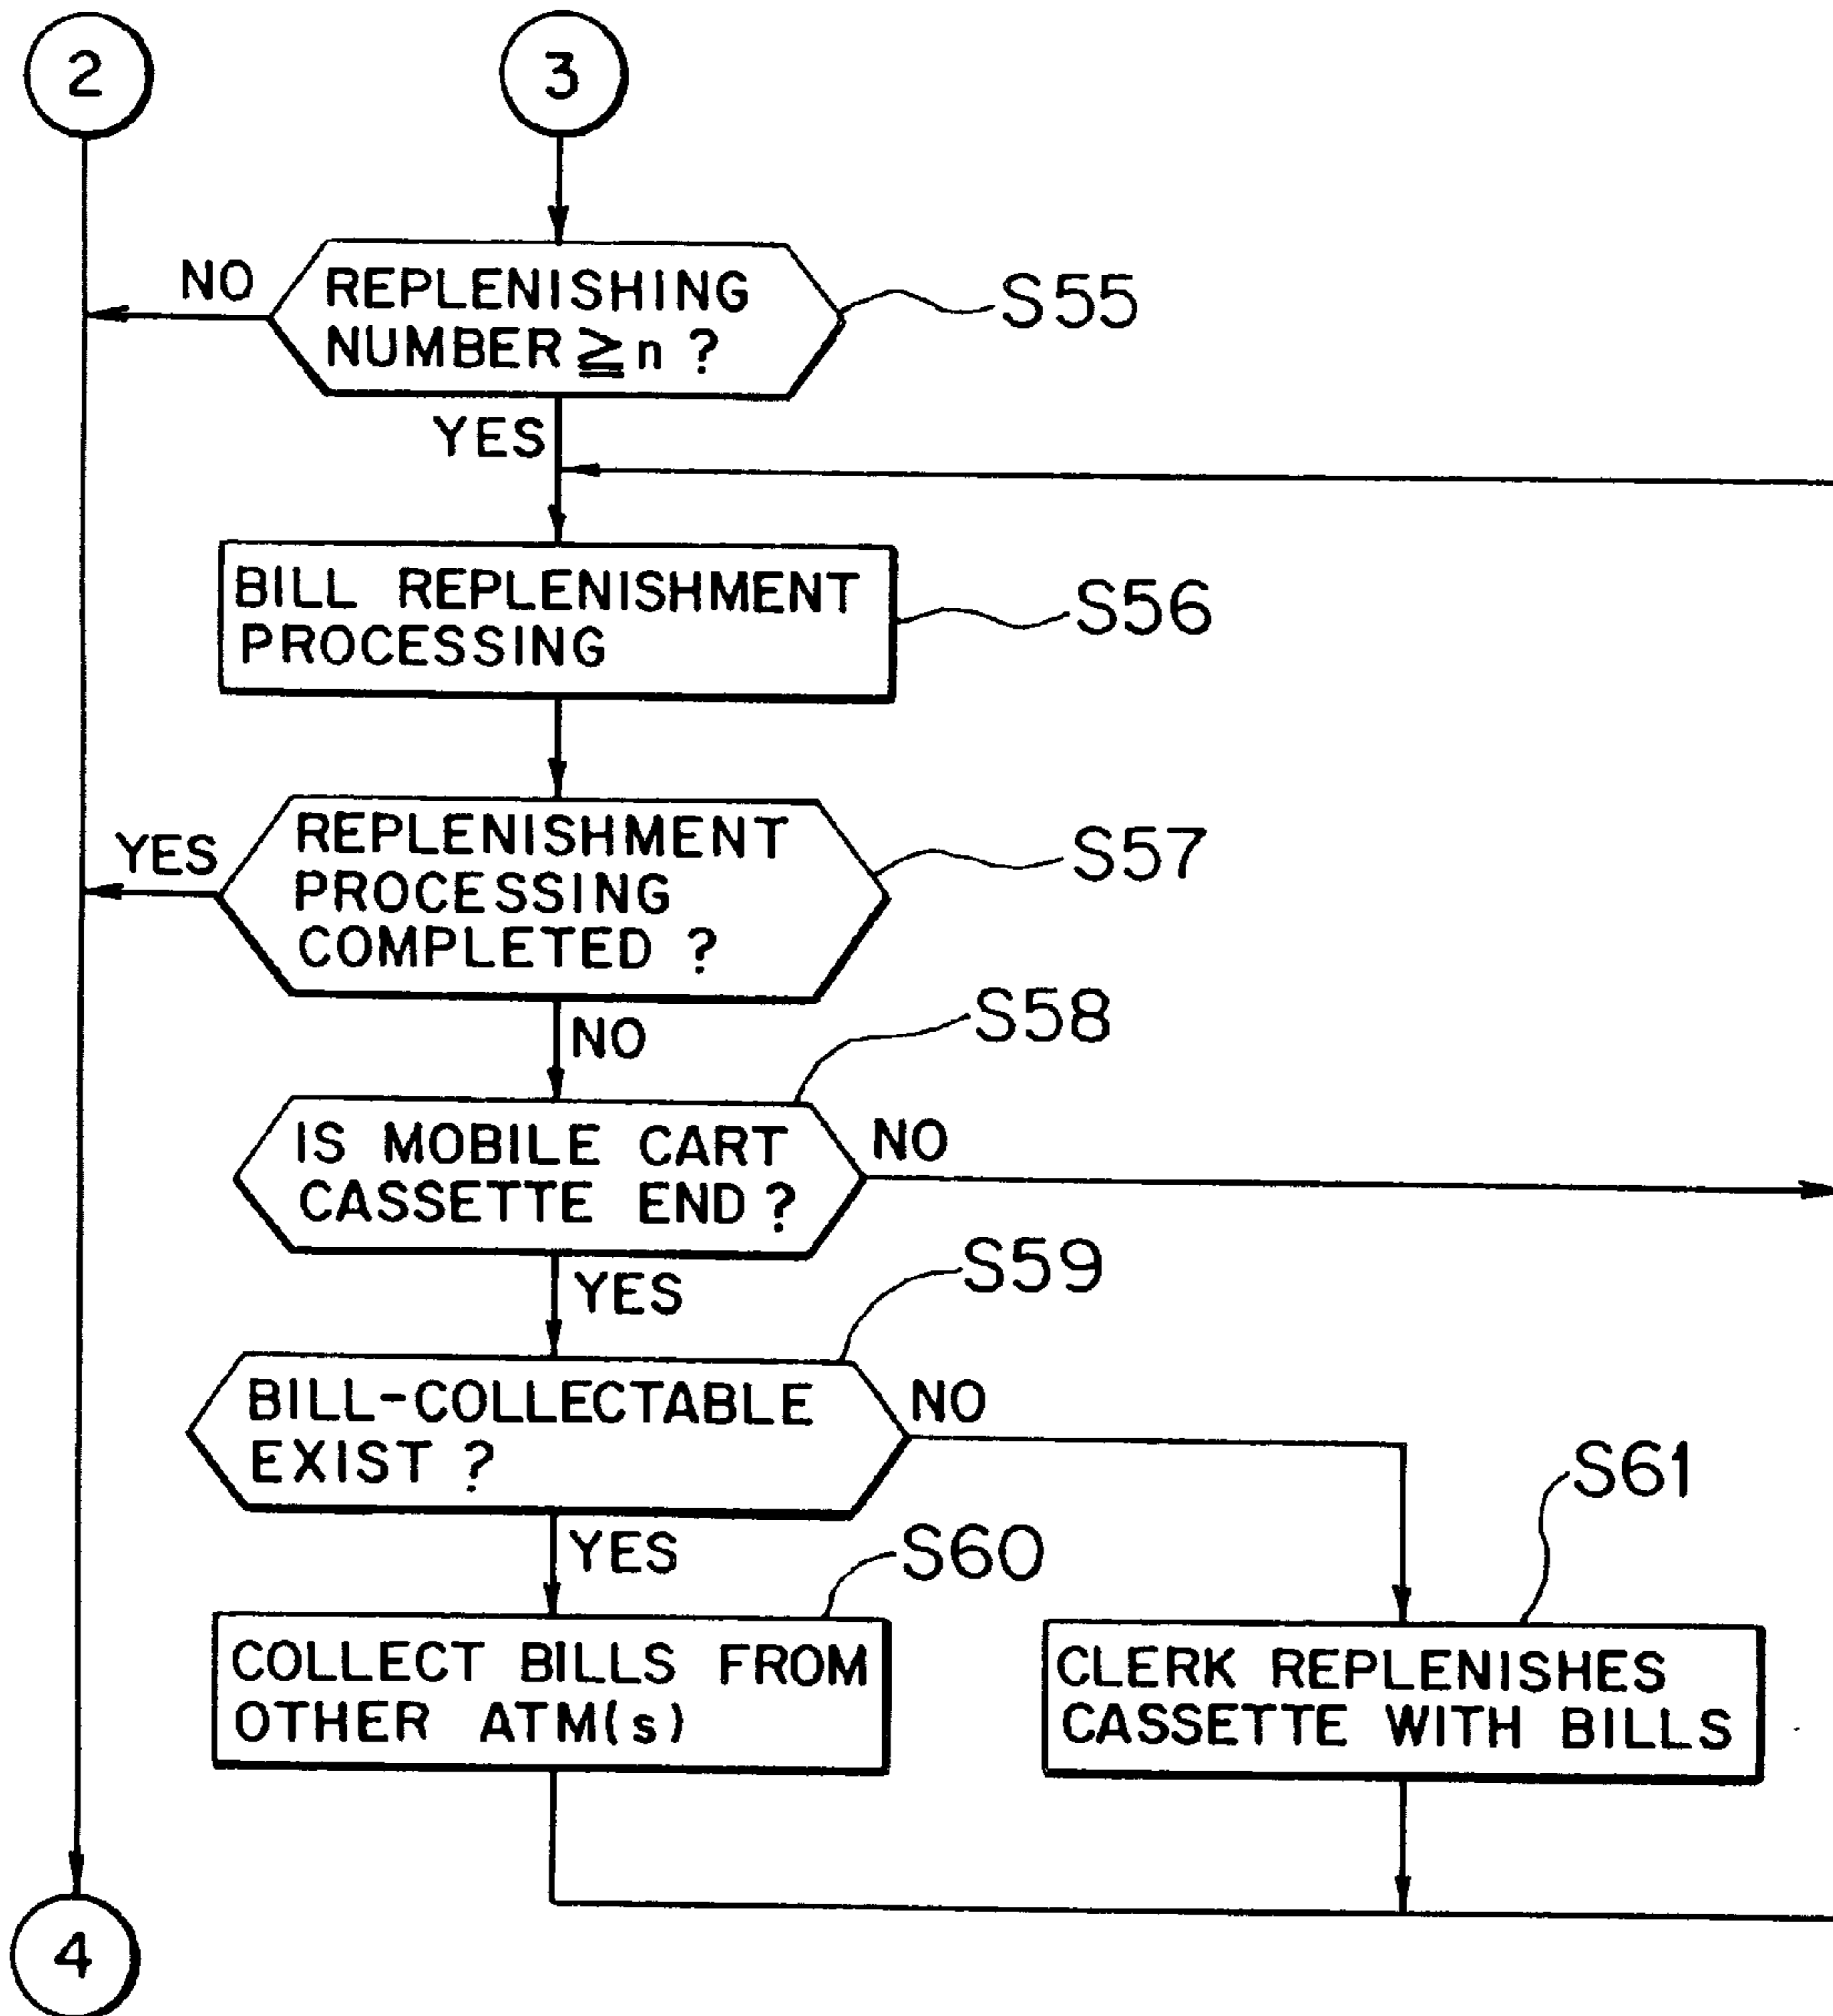 2
3
NO
REPLENISHING
NUMBER ≧ n ?
S55
YES
BILL REPLENISHMENT
PROCESSING
S56
YES
REPLENISHMENT
PROCESSING
COMPLETED ?
S57
NO
S58
IS MOBILE CART
CASSETTE END ?
NO
YES
S59
BILL-COLLECTABLE
EXIST ?
NO
S61
YES
S60
COLLECT BILLS FROM
OTHER ATM(s)
CLERK REPLENISHES
CASSETTE WITH BILLS
4